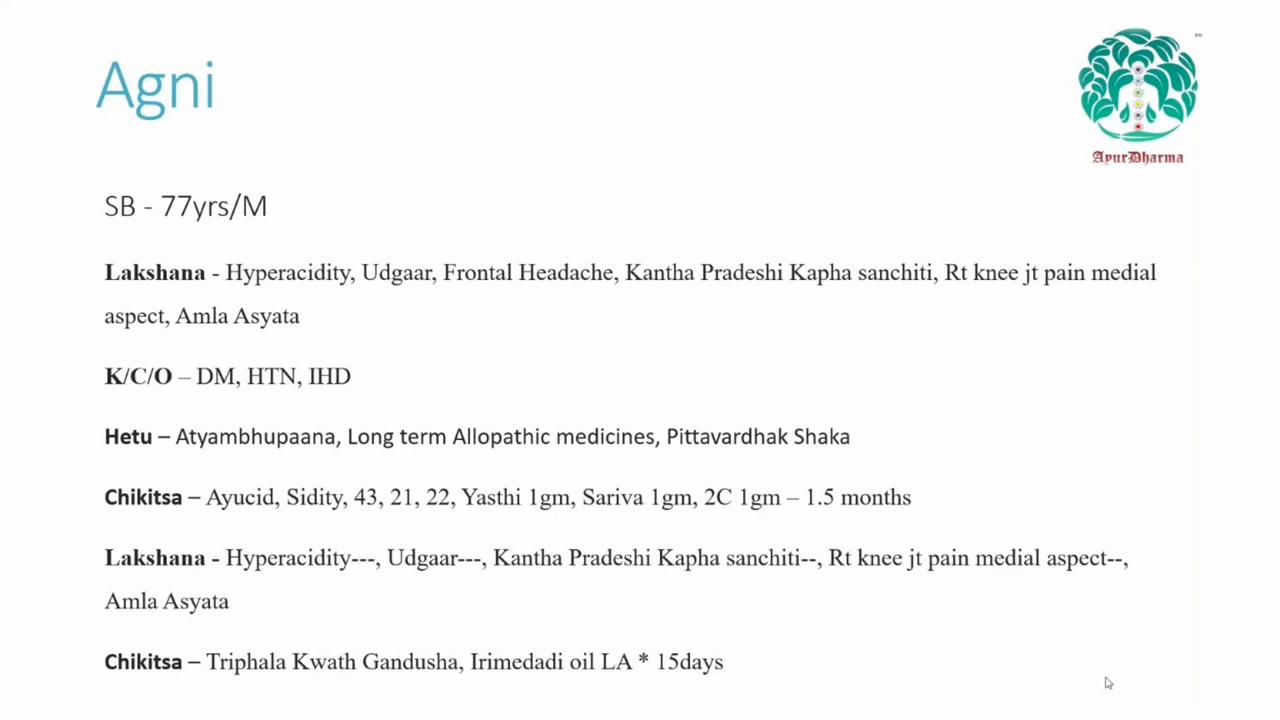 Agni
TM
AyurDharma
SB - 77yrs/M
Lakshana - Hyperacidity, Udgaar, Frontal Headache, Kantha Pradeshi Kapha sanchiti, Rt knee jt pain medial
aspect, Amla Asyata
K/C/O – DM, HTN, IHD
Hetu – Atyambhupaana, Long term Allopathic medicines, Pittavardhak Shaka
Chikitsa – Ayucid, Sidity, 43, 21, 22, Yasthi 1gm, Sariva 1gm, 2C 1gm – 1.5 months
Lakshana - Hyperacidity---, Udgaar---, Kantha Pradeshi Kapha sanchiti--, Rt knee jt pain medial aspect--,
Amla Asyata
Chikitsa – Triphala Kwath Gandusha, Irimedadi oil LA * 15days